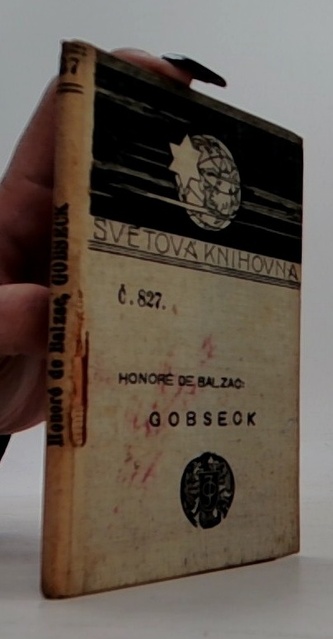 SVĚTOVÁ KNIHOVNA
Č. 827.
HONORÉ DE BALZAC:
GOBSECK
Honoré de Balzac, GOBSECK